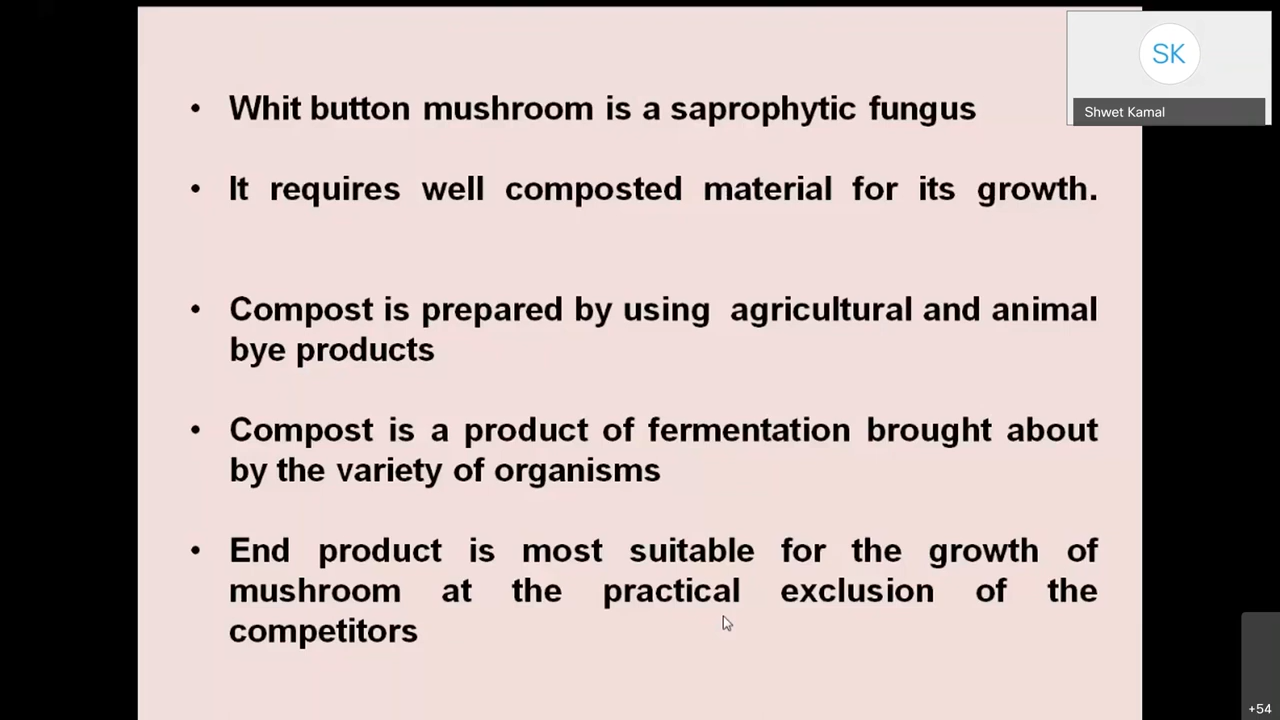 SK
Shwet Kamal
• Whit button mushroom is a saprophytic fungus
• It requires well composted material for its growth.
• Compost is prepared by using agricultural and animal
bye products
• Compost is a product of fermentation brought about
by the variety of organisms
• End product is most suitable for the growth of
mushroom at the practical exclusion of the
competitors
+54